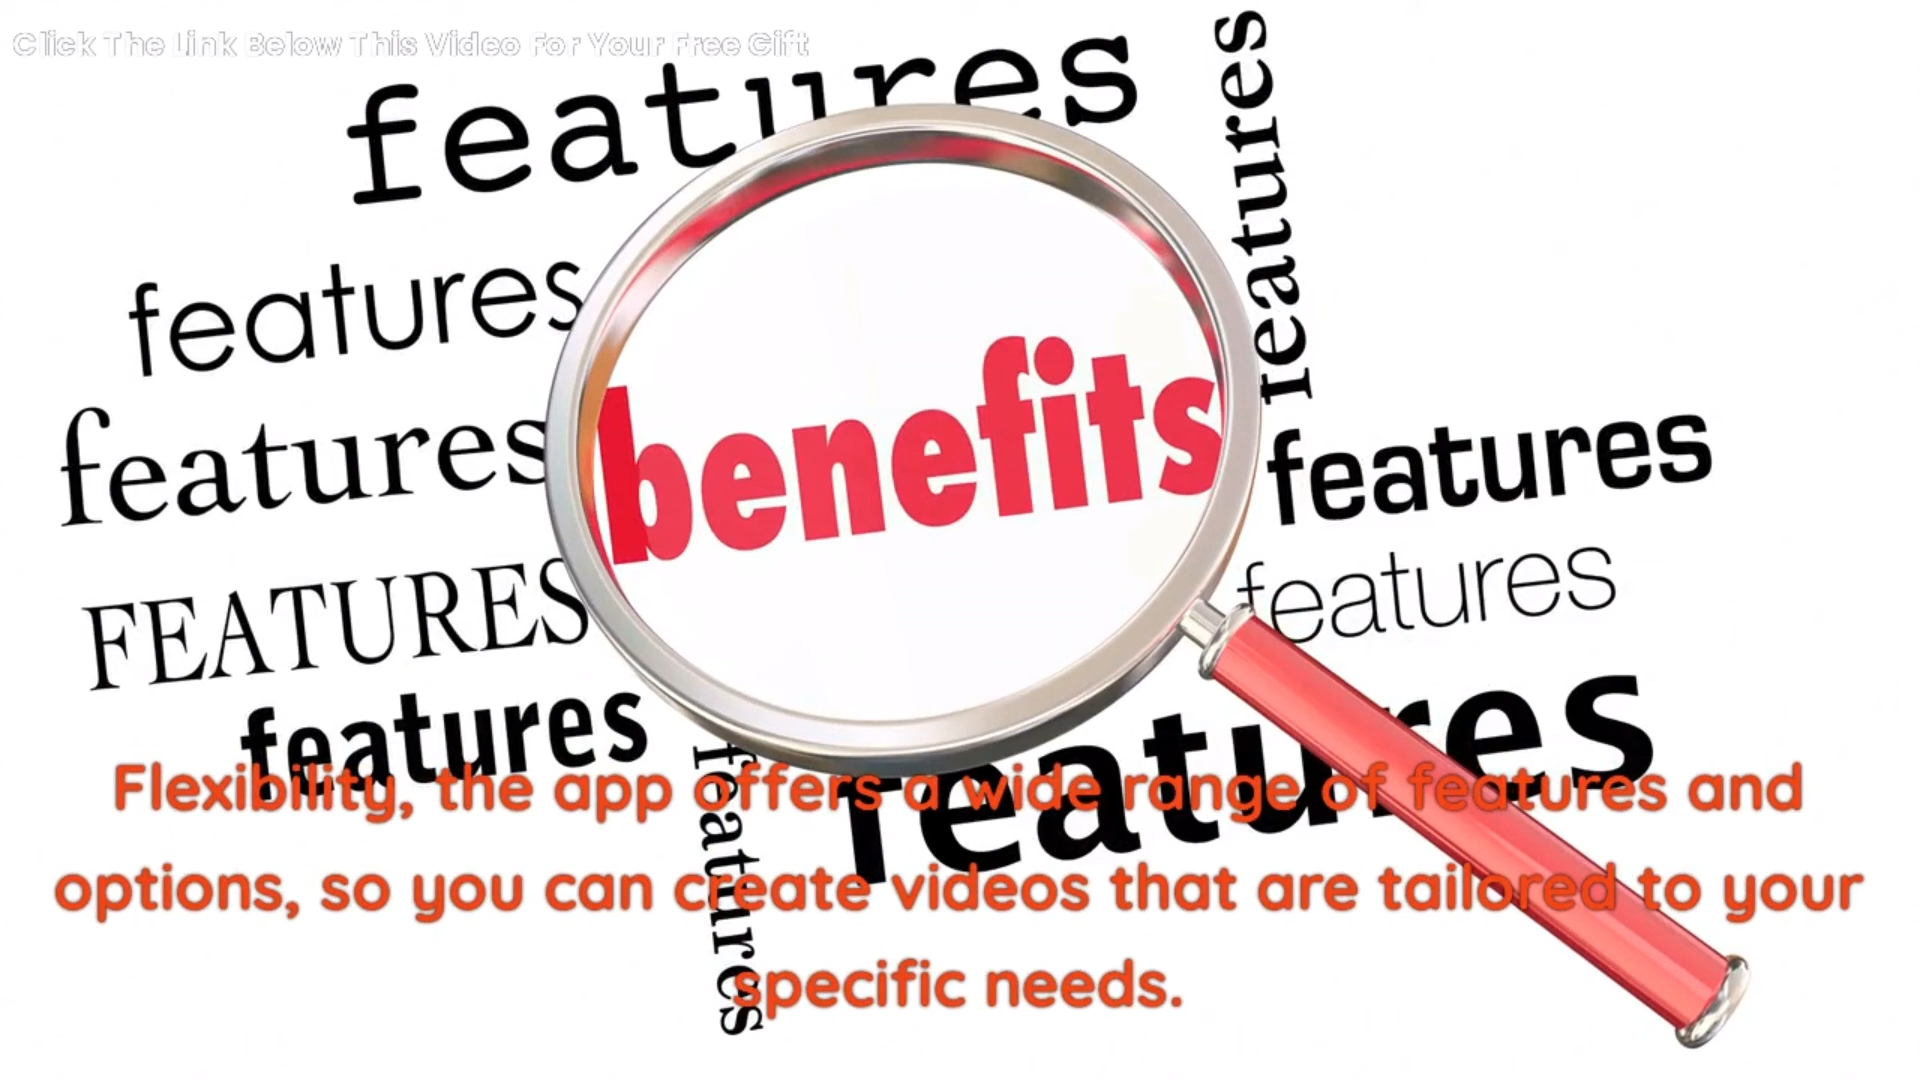 Click The Link Below This Video For Your Free Gift
features
features
features
benefits
features
features
FEATURES
features
features
features
features
Flexibility, the app offers a wide range of features and
options, so you can create videos that are tailored to your
specific needs.